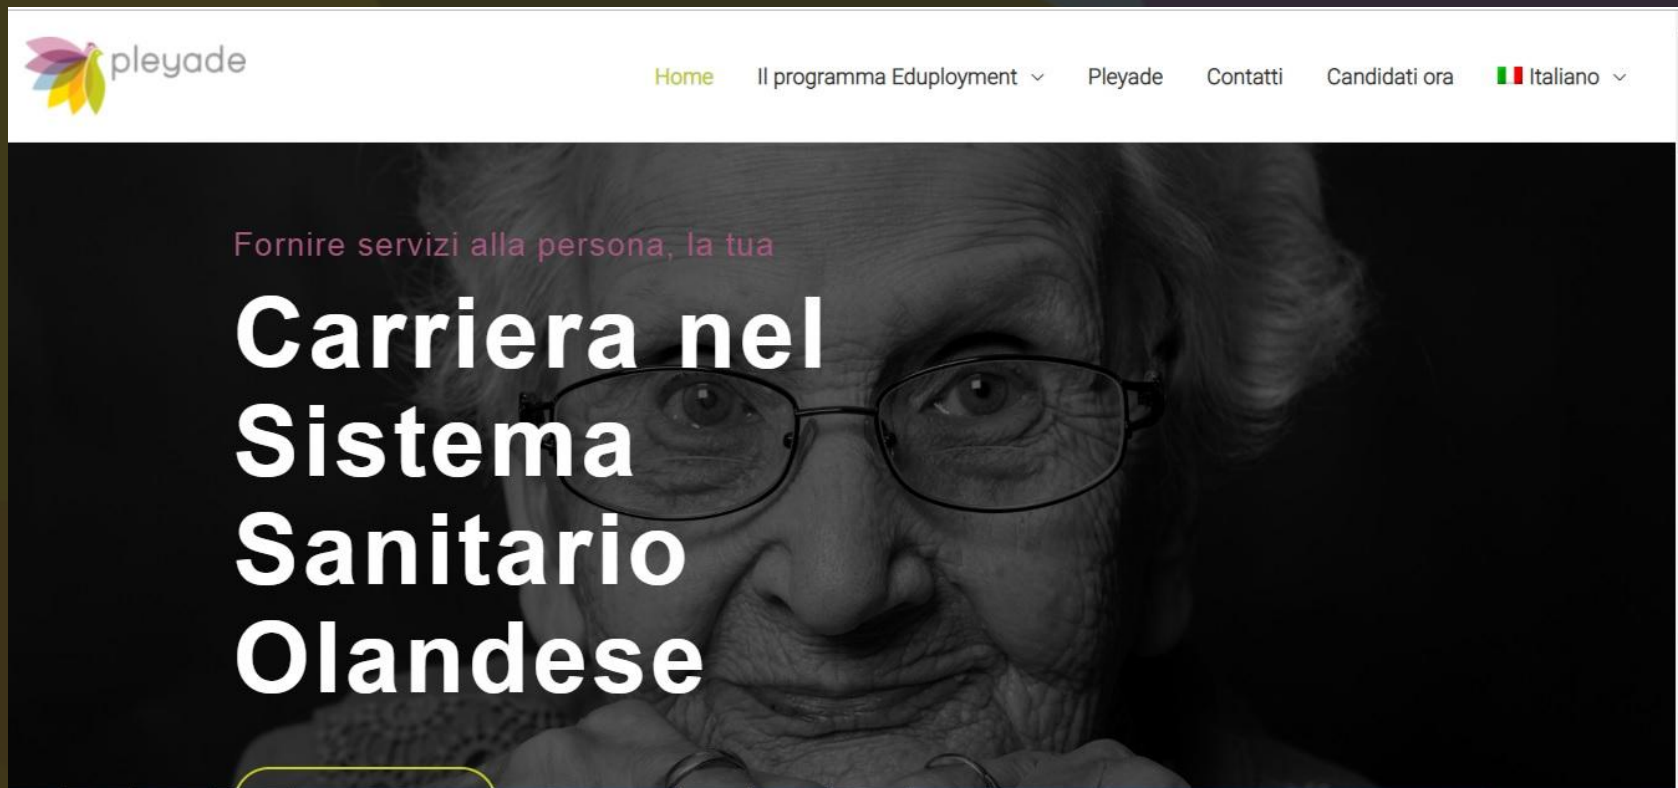 pleyade
Home Il programma Eduployment Pleyade Contatti Candidati ora Italiano
Fornire servizi alla persona, la tua
Carriera nel
Sistema
Sanitario
Olandese